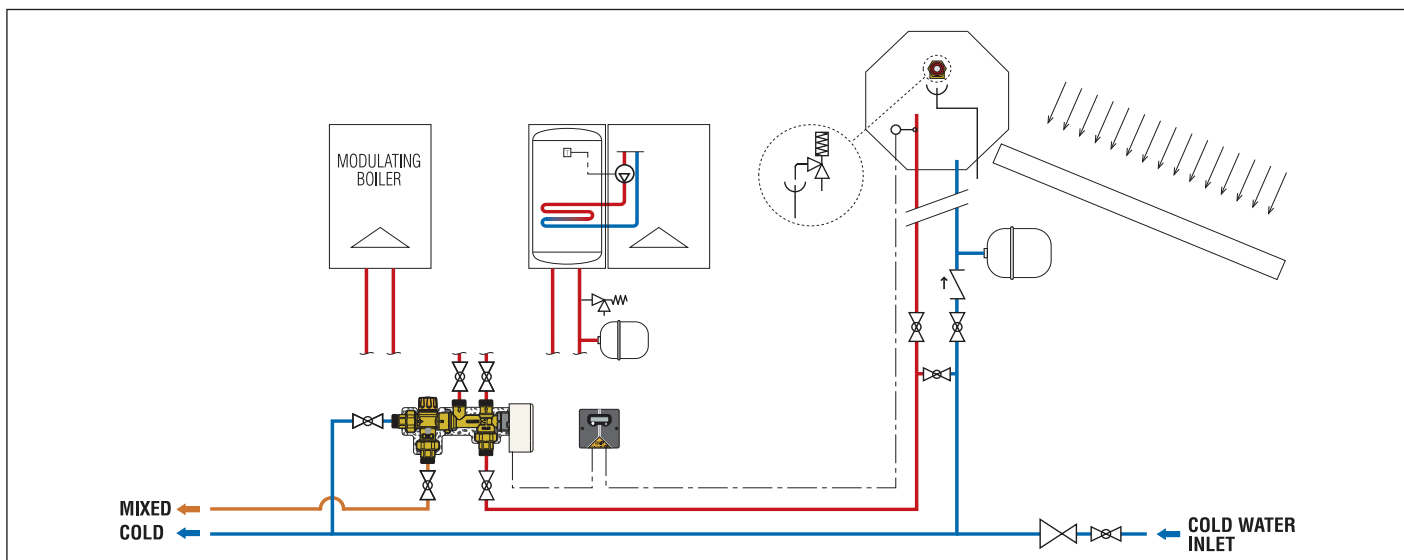 MODULATING
BOILER
MIXED
COLD
COLD WATER
INLET